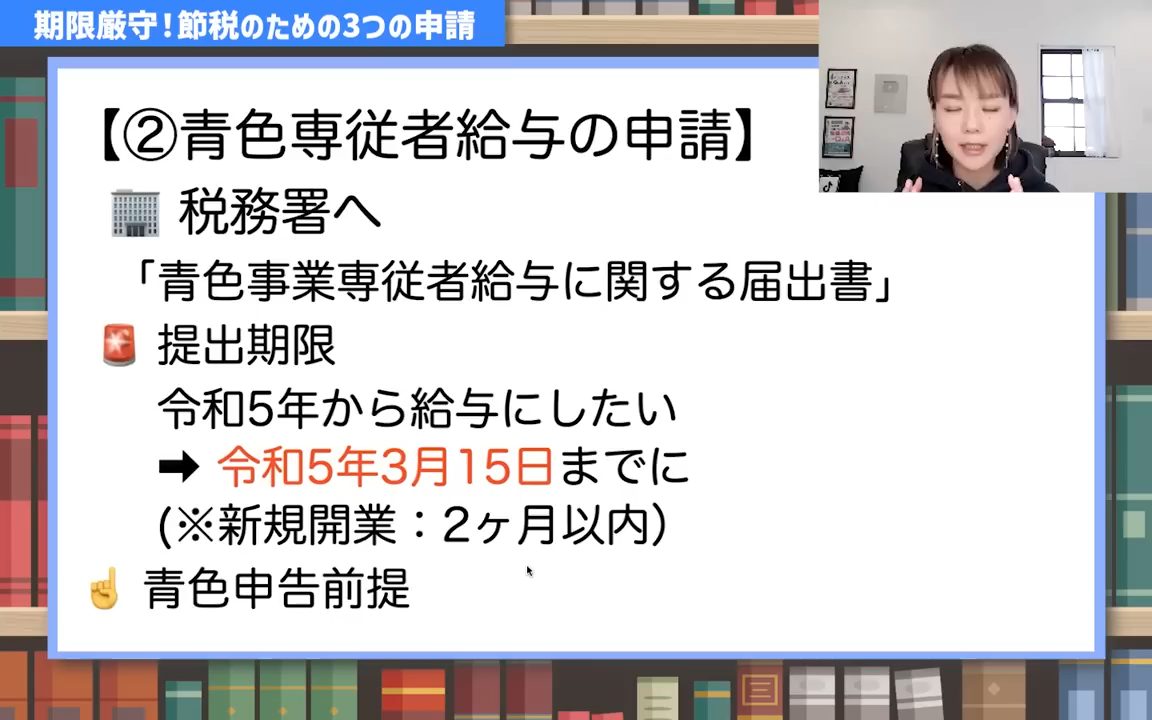 期限厳守！節税のための3つの申請
【②青色専従者給与の申請】
税務署へ
「青色事業専従者給与に関する届出書」
提出期限
令和5年から給与にしたい
➡ 令和5年3月15日までに
(※新規開業：2ヶ月以内)
青色申告前提